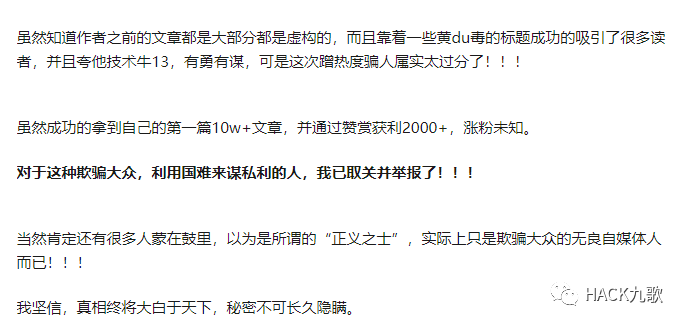 虽然知道作者之前的文章都是大部分都是虚构的，而且靠着一些黄du毒的标题成功的吸引了很多读
者，并且夸他技术牛13，有勇有谋，可是这次蹭热度骗人属实太过分了！！！
虽然成功的拿到自己的第一篇10w+文章，并通过赞赏获利2000+，涨粉未知。
对于这种欺骗大众，利用国难来谋私利的人，我已取关并举报了！！！
当然肯定还有很多人蒙在鼓里，以为是所谓的“正义之士”，实际上只是欺骗大众的无良自媒体人
而已！！！
我坚信，真相终将大白于天下，秘密不可长久隐瞒。
HACK九歌